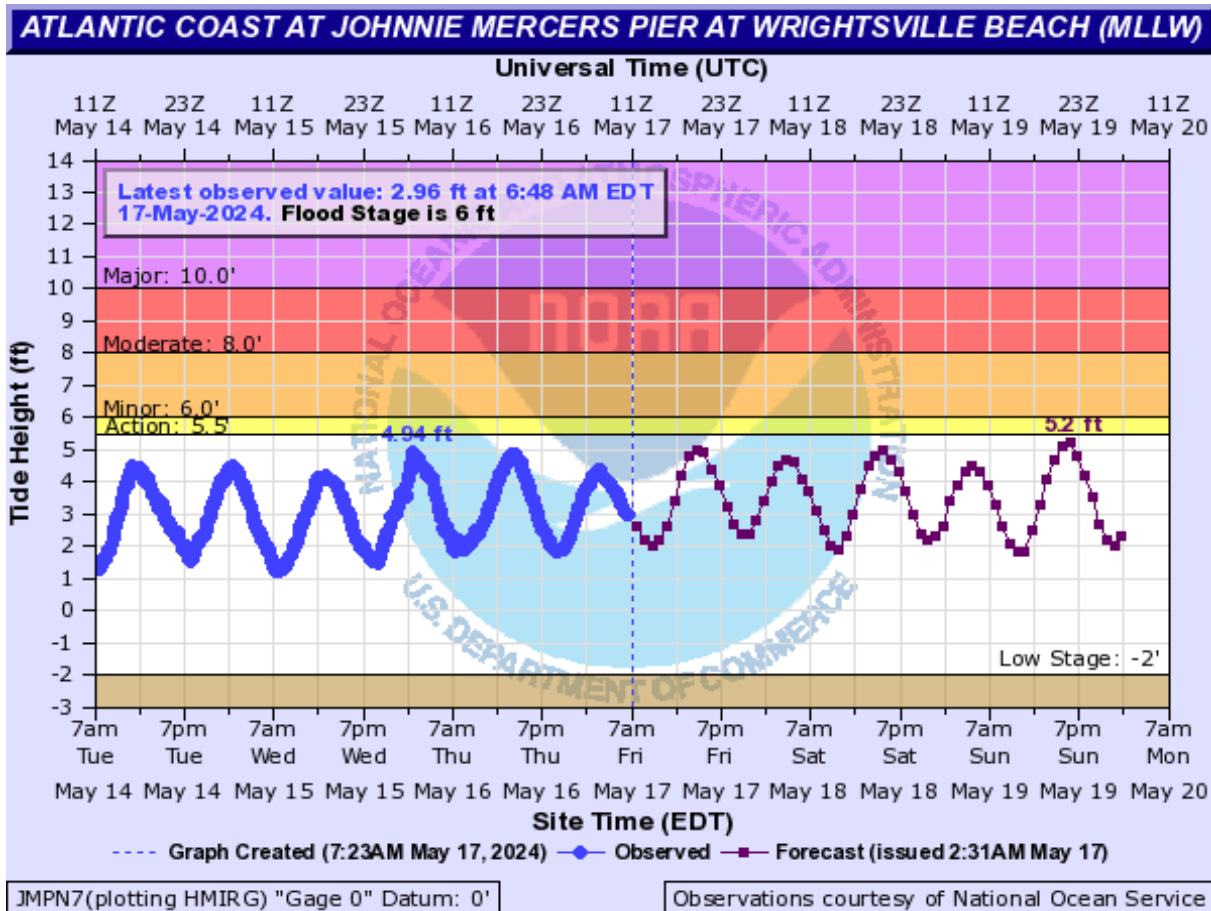 ATLANTIC COAST AT JOHNNIE MERCERS PIER AT WRIGHTSVILLE BEACH (MLLW)
Universal Time (UTC)
11Z 23Z 11Z 23Z 11Z 23Z 11Z 23Z 11Z 23Z 11Z 23Z 11Z
May 14 May 14 May 15 May 15 May 16 May 16 May 17 May 17 May 18 May 18 May 19 May 19 May 20
Latest observed value: 2.96 ft at 6:48 AM EDT
17-May-2024. Flood Stage is 6 ft
Tide Height (ft)
14
13
12
11
10
9
8
7
6
5
4
3
2
1
0
-1
-2
-3
Major: 10.0'
Moderate: 8.0'
Minor: 6.0'
Action: 5.5'
4.94 ft
5.2 ft
Low Stage: -2'
NATIONAL OCEANIC AND ATMOSPHERIC ADMINISTRATION
NOAA
U.S. DEPARTMENT OF COMMERCE
7am 7pm 7am 7pm 7am 7pm 7am 7pm 7am 7pm 7am 7pm 7am
Tue Tue Wed Wed Thu Thu Fri Fri Sat Sat Sun Sun Mon
May 14 May 14 May 15 May 15 May 16 May 16 May 17 May 17 May 18 May 18 May 19 May 19 May 20
Site Time (EDT)
Graph Created (7:23AM May 17, 2024) Observed Forecast (issued 2:31AM May 17)
JMPN7(plotting HMIRG) "Gage 0" Datum: 0'
Observations courtesy of National Ocean Service